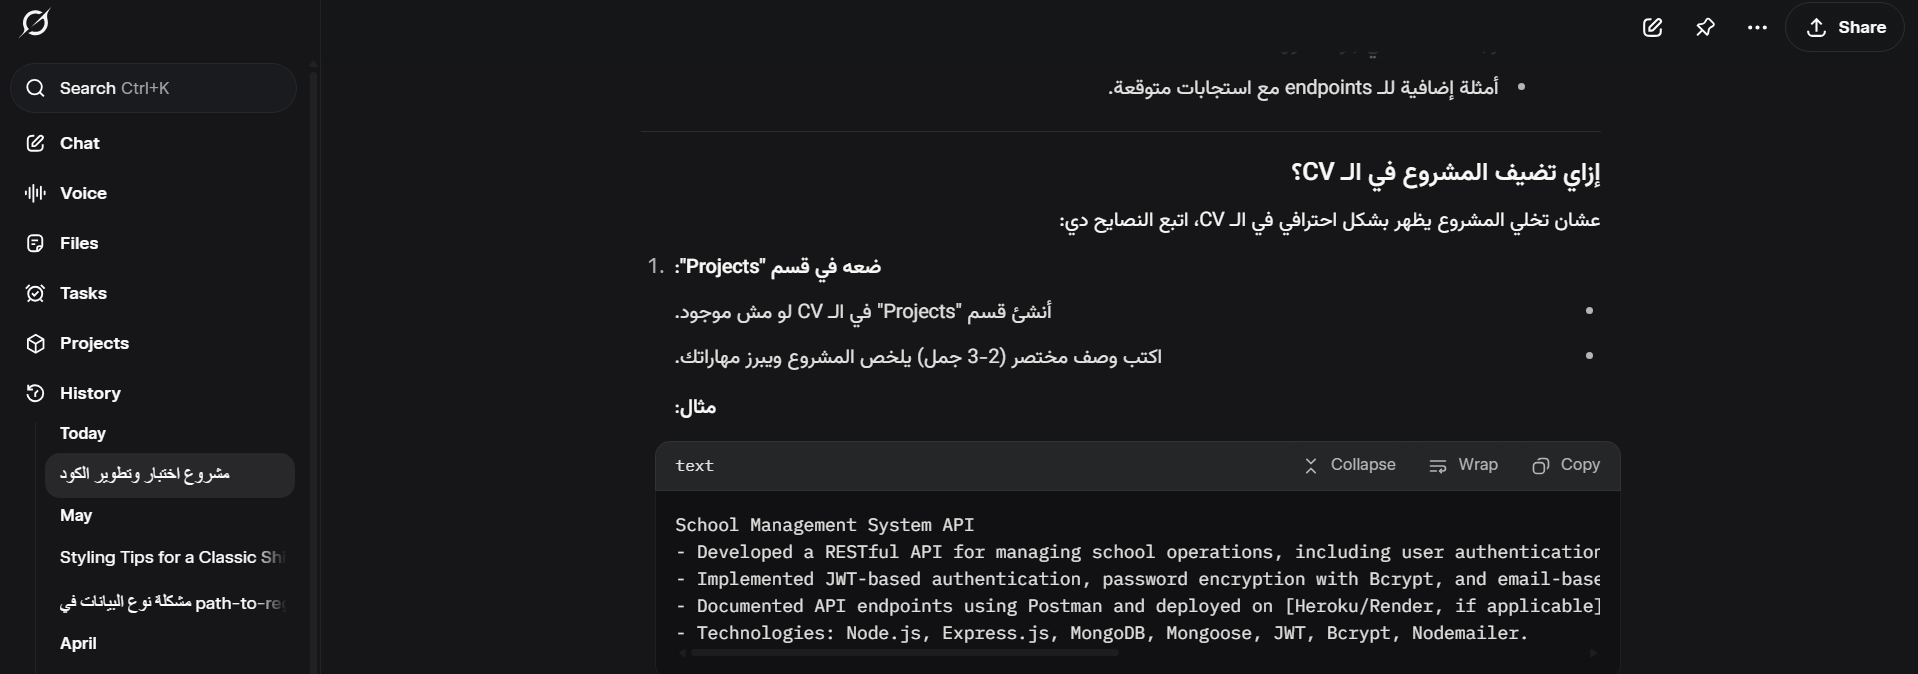 Share
Search Ctrl+K
Chat
Voice
Files
Tasks
Projects
History
Today
مشروع اختبار وتطوير الكود
May
Styling Tips for a Classic Shi
مشكلة نوع البيانات في path-to-reg
April
أمثلة إضافية للـ endpoints مع استجابات متوقعة.
إزاي تضيف المشروع في الـ CV؟
عشان تخلي المشروع يظهر بشكل احترافي في الـ CV، اتبع النصايح دي:
1. ضعه في قسم "Projects":
أنشئ قسم "Projects" في الـ CV لو مش موجود.
اكتب وصف مختصر (2-3 جمل) يلخص المشروع ويبرز مهاراتك.
مثال:
text Collapse Wrap Copy
School Management System API
- Developed a RESTful API for managing school operations, including user authentication
- Implemented JWT-based authentication, password encryption with Bcrypt, and email-base
- Documented API endpoints using Postman and deployed on [Heroku/Render, if applicable]
- Technologies: Node.js, Express.js, MongoDB, Mongoose, JWT, Bcrypt, Nodemailer.